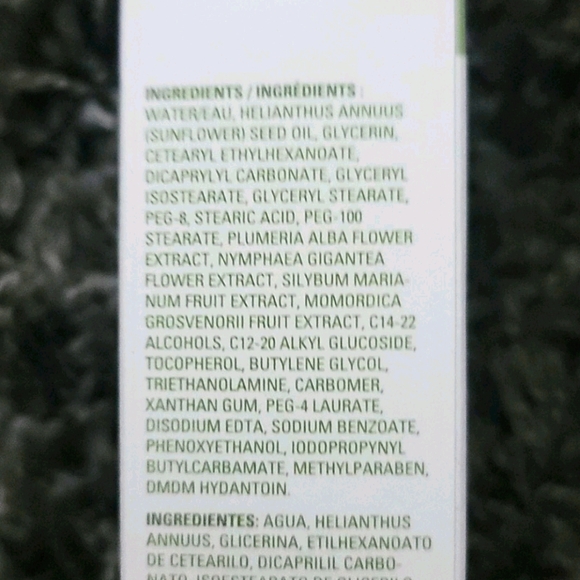 INGREDIENTS / INGRÉDIENTS :
WATER/EAU, HELIANTHUS ANNUUS
(SUNFLOWER) SEED OIL, GLYCERIN,
CETEARYL ETHYLHEXANOATE,
DICAPRYLYL CARBONATE, GLYCERYL
ISOSTEARATE, GLYCERYL STEARATE,
PEG-8, STEARIC ACID, PEG-100
STEARATE, PLUMERIA ALBA FLOWER
EXTRACT, NYMPHAEA GIGANTEA
FLOWER EXTRACT, SILYBUM MARIA-
NUM FRUIT EXTRACT, MOMORDICA
GROSVENORII FRUIT EXTRACT, C14-22
ALCOHOLS, C12-20 ALKYL GLUCOSIDE,
TOCOPHEROL, BUTYLENE GLYCOL,
TRIETHANOLAMINE, CARBOMER,
XANTHAN GUM, PEG-4 LAURATE,
DISODIUM EDTA, SODIUM BENZOATE,
PHENOXYETHANOL, IODOPROPYNYL
BUTYLCARBAMATE, METHYLPARABEN,
DMDM HYDANTOIN.
INGREDIENTES: AGUA, HELIANTHUS
ANNUUS, GLICERINA, ETILHEXANOATO
DE CETEARILO, DICAPRILIL CARBO-
NATO, ISOESTEARATO DE